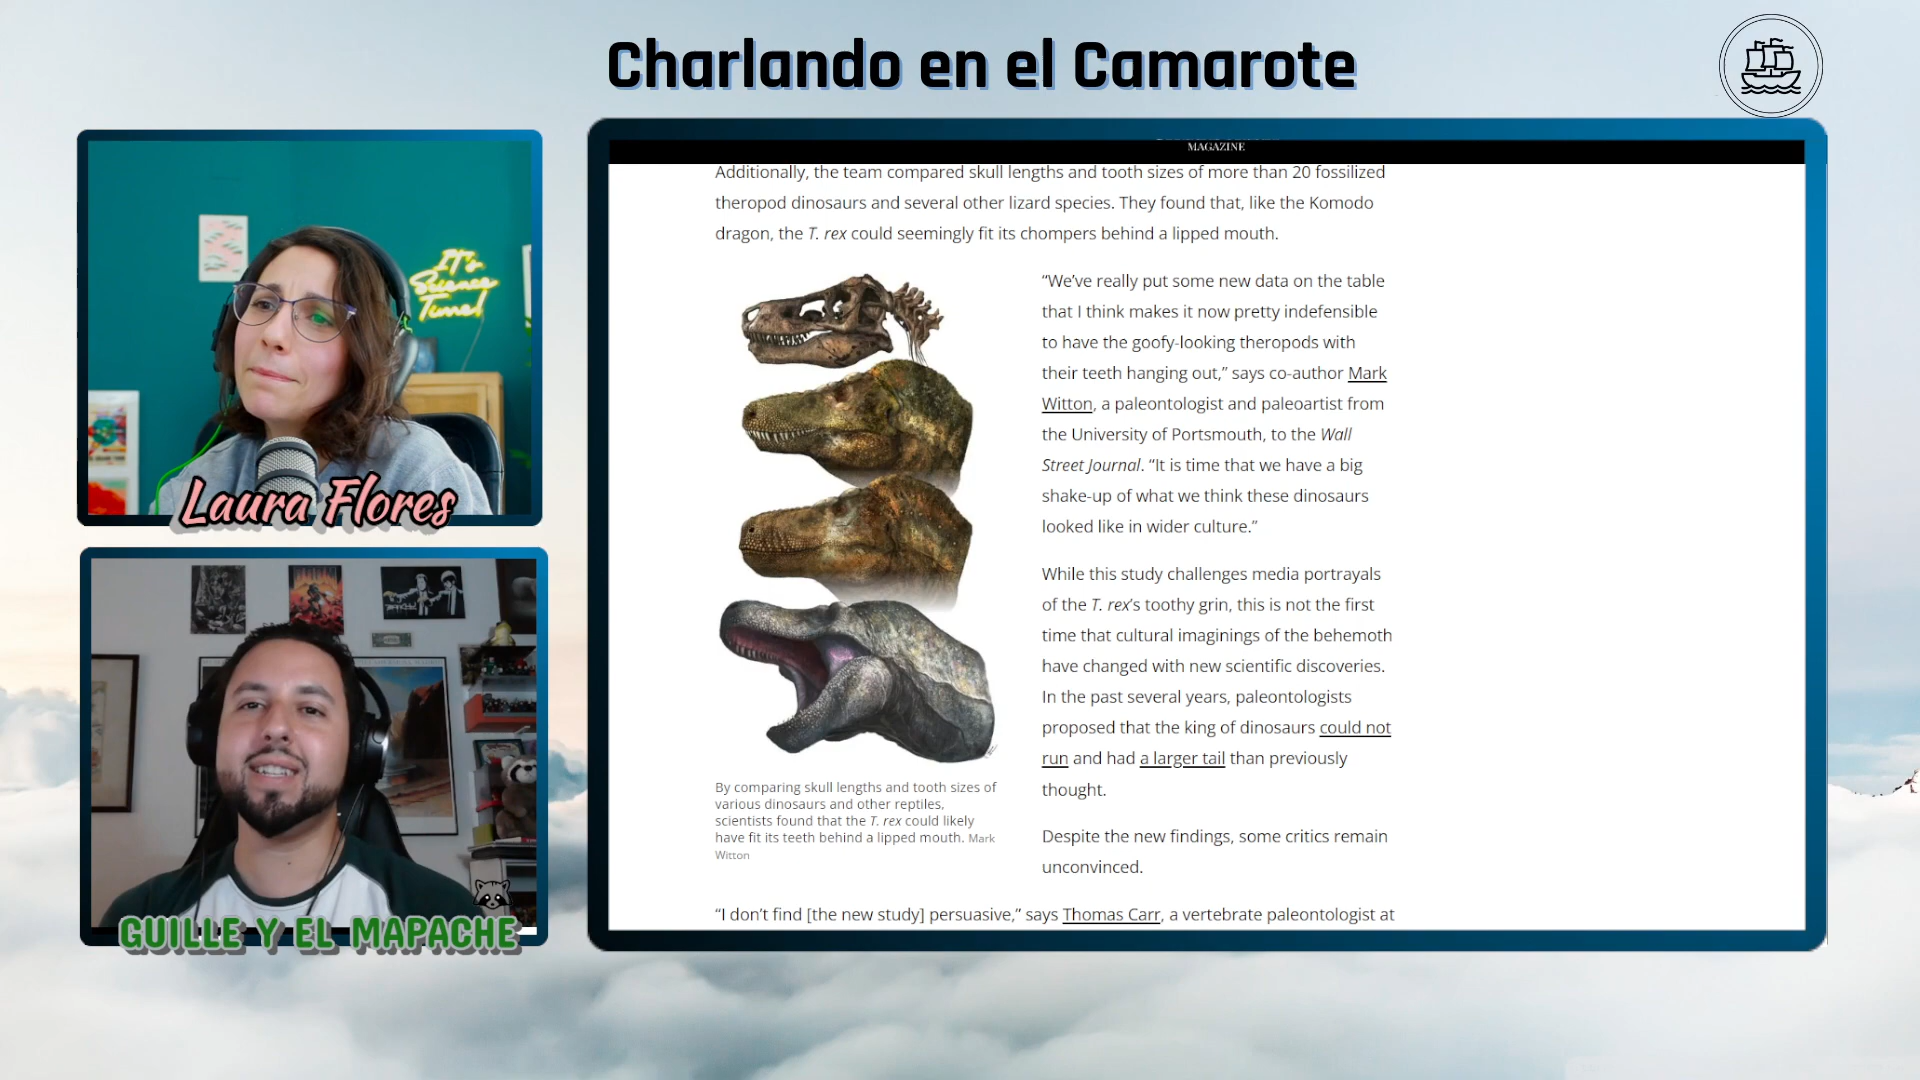 Charlando en el Camarote
It's
Science
Time!
Laura Flores
GUILLE Y EL MAPACHE
MAGAZINE
Additionally, the team compared skull lengths and tooth sizes of more than 20 fossilized
theropod dinosaurs and several other lizard species. They found that, like the Komodo
dragon, the T. rex could seemingly fit its chompers behind a lipped mouth.
“We’ve really put some new data on the table
that I think makes it now pretty indefensible
to have the goofy-looking theropods with
their teeth hanging out,” says co-author Mark
Witton, a paleontologist and paleoartist from
the University of Portsmouth, to the Wall
Street Journal. “It is time that we have a big
shake-up of what we think these dinosaurs
looked like in wider culture.”
By comparing skull lengths and tooth sizes of
various dinosaurs and other reptiles,
scientists found that the T. rex could likely
have fit its teeth behind a lipped mouth. Mark
Witton
While this study challenges media portrayals
of the T. rex’s toothy grin, this is not the first
time that cultural imaginings of the behemoth
have changed with new scientific discoveries.
In the past several years, paleontologists
proposed that the king of dinosaurs could not
run and had a larger tail than previously
thought.
Despite the new findings, some critics remain
unconvinced.
“I don’t find [the new study] persuasive,” says Thomas Carr, a vertebrate paleontologist at